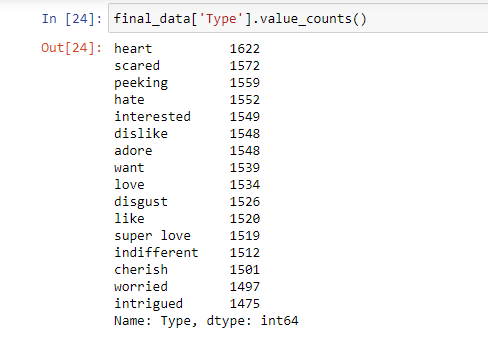 In [24]: final_data['Type'].value_counts()
Out[24]: heart 1622
scared 1572
peeking 1559
hate 1552
interested 1549
dislike 1548
adore 1548
want 1539
love 1534
disgust 1526
like 1520
super love 1519
indifferent 1512
cherish 1501
worried 1497
intrigued 1475
Name: Type, dtype: int64